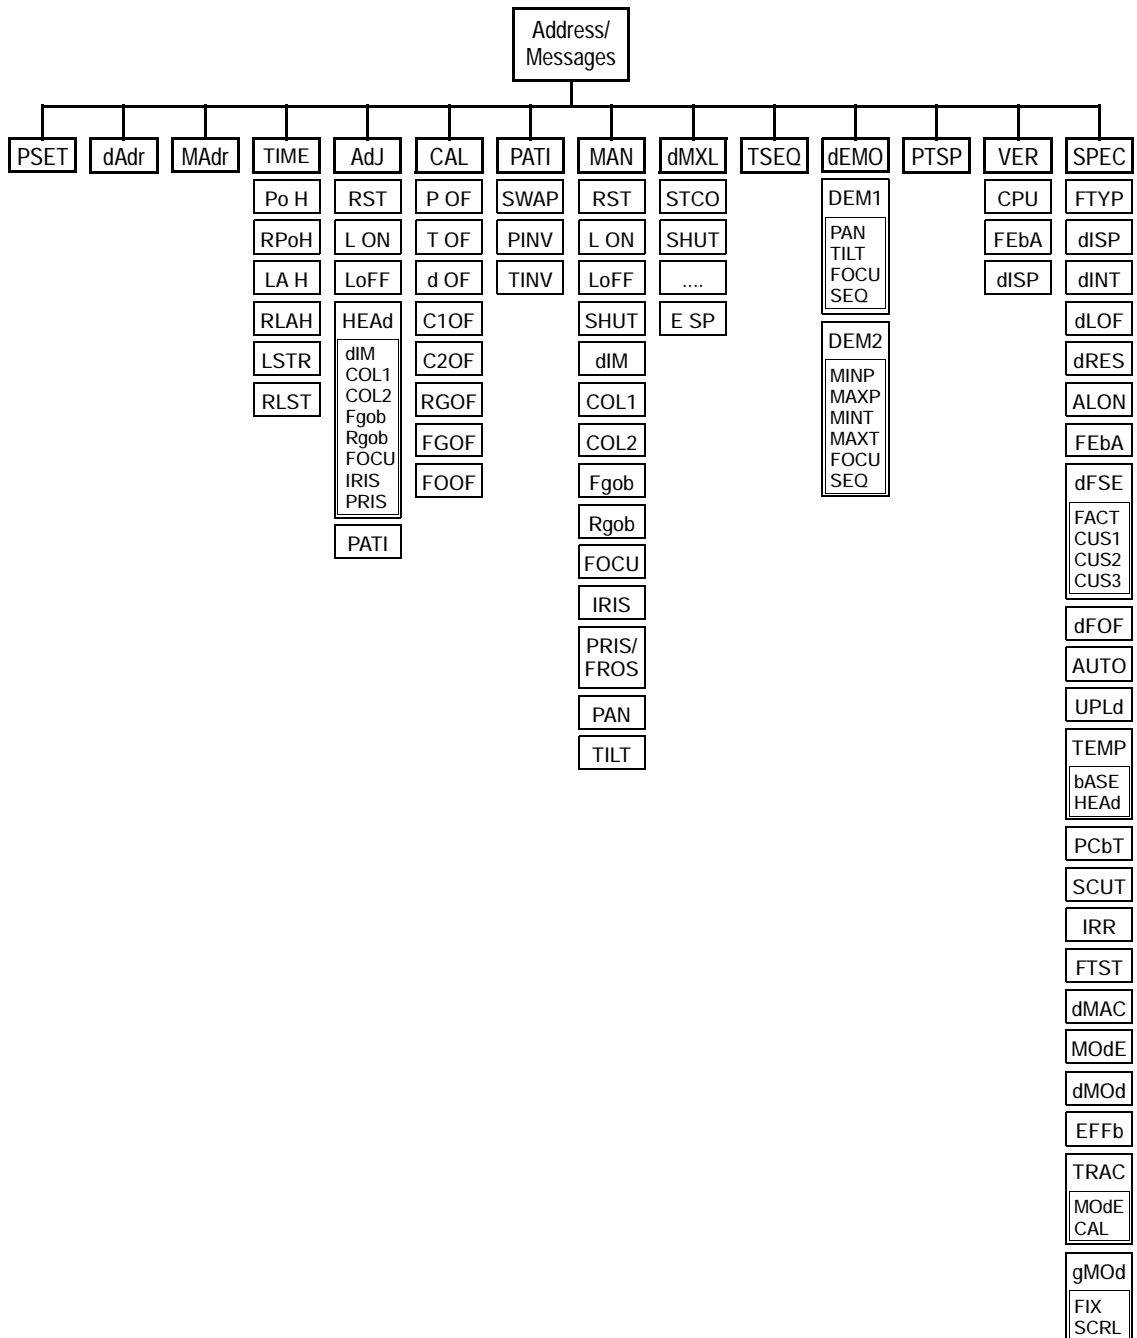 Address/
Messages
PSET
dAdr
MAdr
TIME
AdJ
CAL
PATI
MAN
dMXL
TSEQ
dEMO
PTSP
VER
SPEC
Po H
RPoH
LA H
RLAH
LSTR
RLST
RST
L ON
LoFF
HEAd
dIM
COL1
COL2
Fgob
Rgob
FOCU
IRIS
PRIS
PATI
P OF
T OF
d OF
C1OF
C2OF
RGOF
FGOF
FOOF
SWAP
PINV
TINV
RST
L ON
LoFF
SHUT
dIM
COL1
COL2
Fgob
Rgob
FOCU
IRIS
PRIS/
FROS
PAN
TILT
STCO
SHUT
....
E SP
DEM1
PAN
TILT
FOCU
SEQ
DEM2
MINP
MAXP
MINT
MAXT
FOCU
SEQ
CPU
FEbA
dISP
FTYP
dISP
dINT
dLOF
dRES
ALON
FEbA
dFSE
FACT
CUS1
CUS2
CUS3
dFOF
AUTO
UPLd
TEMP
bASE
HEAd
PCbT
SCUT
IRR
FTST
dMAC
MOdE
dMOd
EFFb
TRAC
MOdE
CAL
gMOd
FIX
SCRL